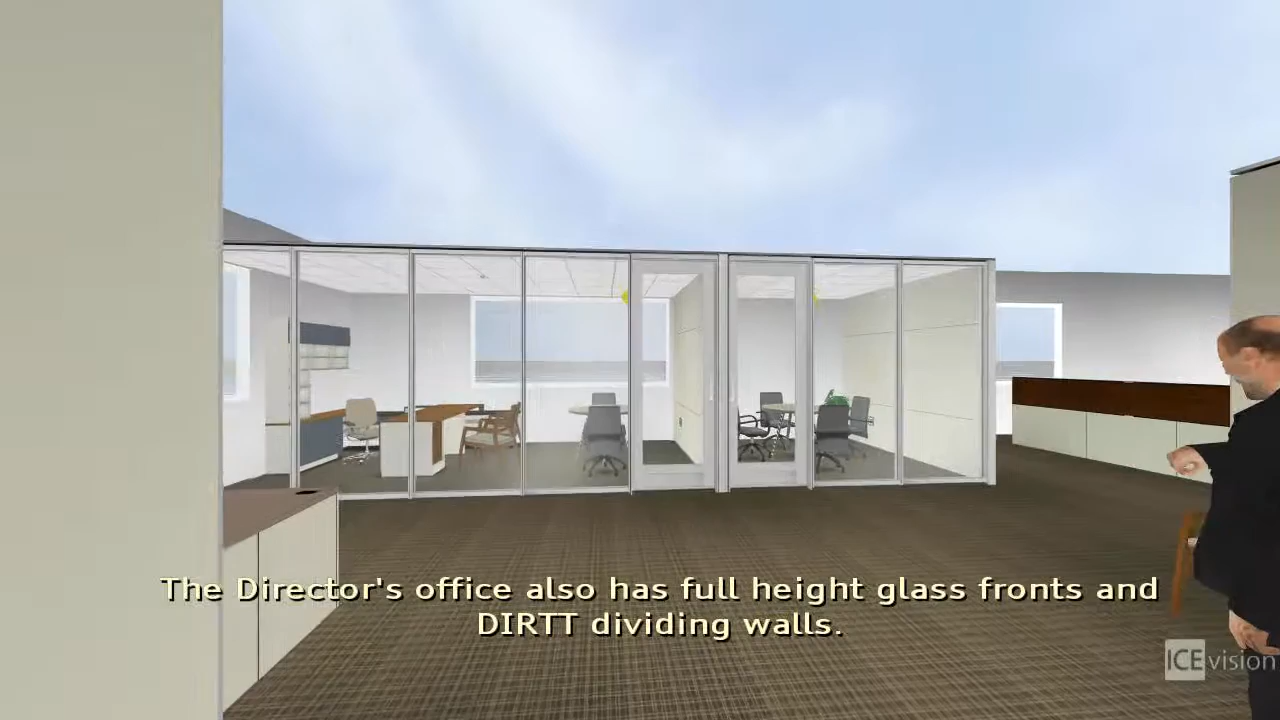 The Director's office also has full height glass fronts and
DIRTT dividing walls.
ICEvision